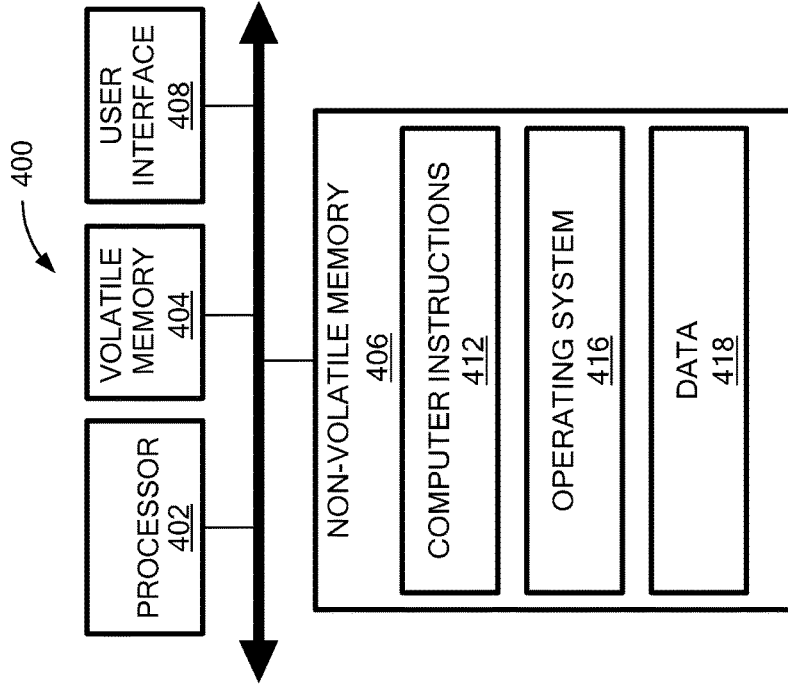 400
PROCESSOR
402
VOLATILE
MEMORY
404
USER
INTERFACE
408
NON-VOLATILE MEMORY
406
COMPUTER INSTRUCTIONS
412
OPERATING SYSTEM
416
DATA
418